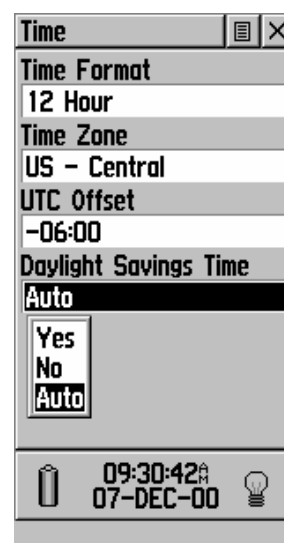 Time
Time Format
12 Hour
Time Zone
US - Central
UTC Offset
-06:00
Daylight Savings Time
Auto
Yes
No
Auto
09:30:42AM
07-DEC-00